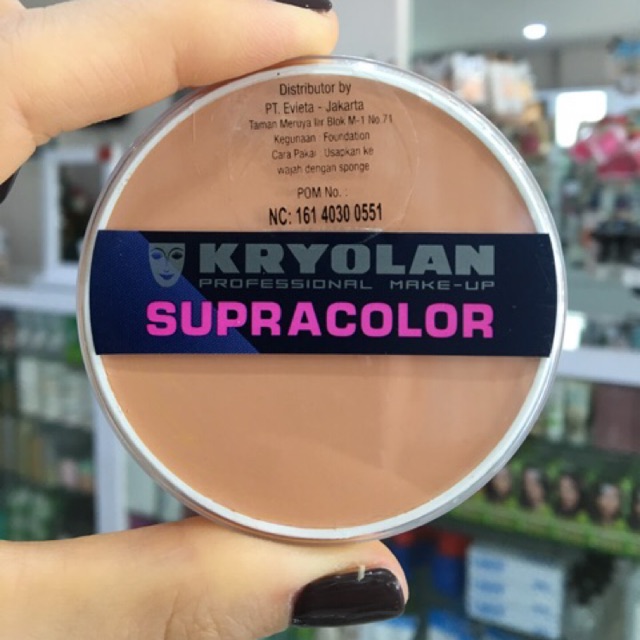 Distributor by
PT. Evieta - Jakarta
Taman Meruya Ilir Blok M-1 No.71
Kegunaan : Foundation
Cara Pakai : Usapkan ke
wajah dengan sponge
POM No. :
NC: 161 4030 0551
KRYOLAN
PROFESSIONAL MAKE-UP
SUPRACOLOR